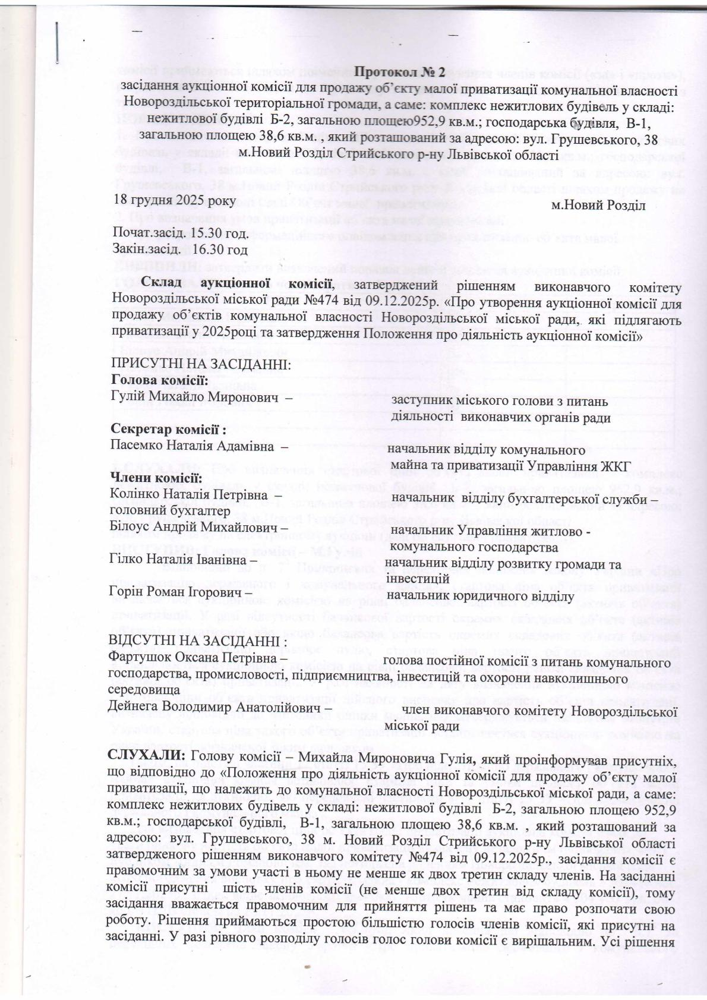 Протокол № 2
засідання аукціонної комісії для продажу об’єкту малої приватизації комунальної власності
Новороздільської територіальної громади, а саме: комплекс нежитлових будівель у складі:
нежитлової будівлі Б-2, загальною площею952,9 кв.м.; господарська будівля, В-1,
загальною площею 38,6 кв.м. , який розташований за адресою: вул. Грушевського, 38
м.Новий Розділ Стрийського р-ну Львівської області
18 грудня 2025 року м.Новий Розділ
Почат.засід. 15.30 год.
Закін.засід. 16.30 год
Склад аукціонної комісії, затверджений рішенням виконавчого комітету
Новороздільської міської ради №474 від 09.12.2025р. «Про утворення аукціонної комісії для
продажу об’єктів комунальної власності Новороздільської міської ради, які підлягають
приватизації у 2025році та затвердження Положення про діяльність аукціонної комісії»
ПРИСУТНІ НА ЗАСІДАННІ:
Голова комісії:
Гулій Михайло Миронович – заступник міського голови з питань
діяльності виконавчих органів ради
Секретар комісії :
Пасемко Наталія Адамівна – начальник відділу комунального
майна та приватизації Управління ЖКГ
Члени комісії:
Колінко Наталія Петрівна – начальник відділу бухгалтерської служби –
головний бухгалтер
Білоус Андрій Михайлович – начальник Управління житлово -
комунального господарства
Гілко Наталія Іванівна – начальник відділу розвитку громади та
інвестицій
Горін Роман Ігорович – начальник юридичного відділу
ВІДСУТНІ НА ЗАСІДАННІ :
Фартушок Оксана Петрівна – голова постійної комісії з питань комунального
господарства, промисловості, підприємництва, інвестицій та охорони навколишнього
середовища
Дейнега Володимир Анатолійович – член виконавчого комітету Новороздільської
міської ради
СЛУХАЛИ: Голову комісії – Михайла Мироновича Гулія, який проінформував присутніх,
що відповідно до «Положення про діяльність аукціонної комісії для продажу об’єкту малої
приватизації, що належить до комунальної власності Новороздільської міської ради, а саме:
комплекс нежитлових будівель у складі: нежитлової будівлі Б-2, загальною площею 952,9
кв.м.; господарської будівлі, В-1, загальною площею 38,6 кв.м. , який розташований за
адресою: вул. Грушевського, 38 м. Новий Розділ Стрийського р-ну Львівської області
затвердженого рішенням виконавчого комітету №474 від 09.12.2025р., засідання комісії є
правомочним за умови участі в ньому не менше як двох третин складу членів. На засіданні
комісії присутні шість членів комісії (не менше двох третин від складу комісії), тому
засідання вважається правомочним для прийняття рішень та має право розпочати свою
роботу. Рішення приймаються простою більшістю голосів членів комісії, які присутні на
засіданні. У разі рівного розподілу голосів голос голови комісії є вирішальним. Усі рішення